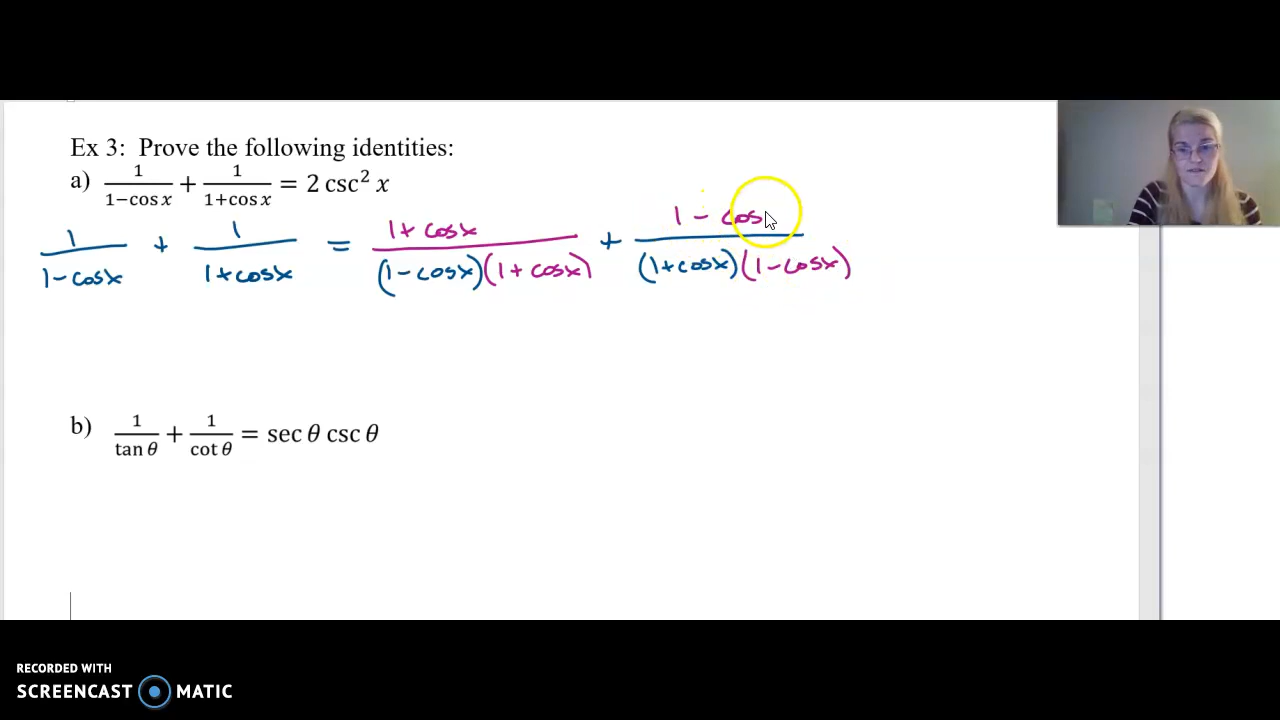 Ex 3: Prove the following identities:
a) 1/(1−cos x) + 1/(1+cos x) = 2 csc² x
1/(1-cosx) + 1/(1+cosx) = (1+cosx)/((1-cosx)(1+cosx)) + (1-cos)/((1+cosx)(1-cosx))
b) 1/(tan θ) + 1/(cot θ) = sec θ csc θ
RECORDED WITH
SCREENCAST MATIC